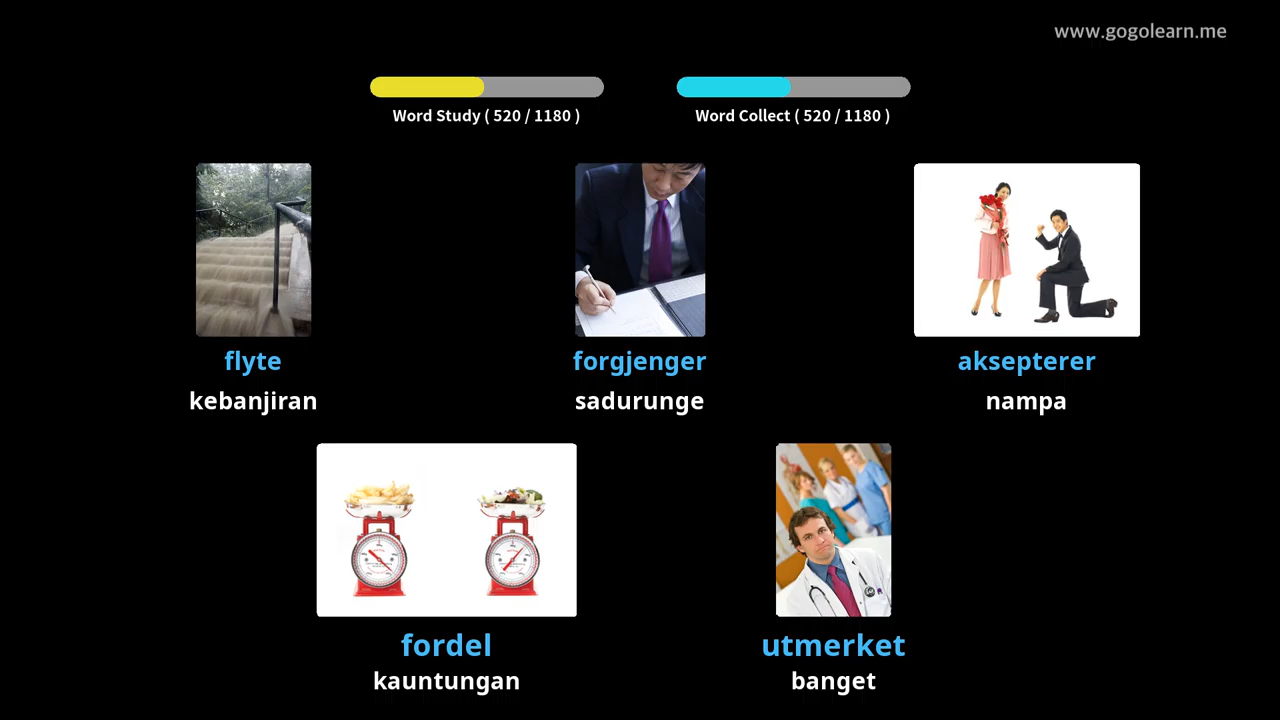 www.gogolearn.me
Word Study ( 520 / 1180 )
Word Collect ( 520 / 1180 )
flyte
kebanjiran
forgjenger
sadurunge
aksepterer
nampa
fordel
kauntungan
utmerket
banget